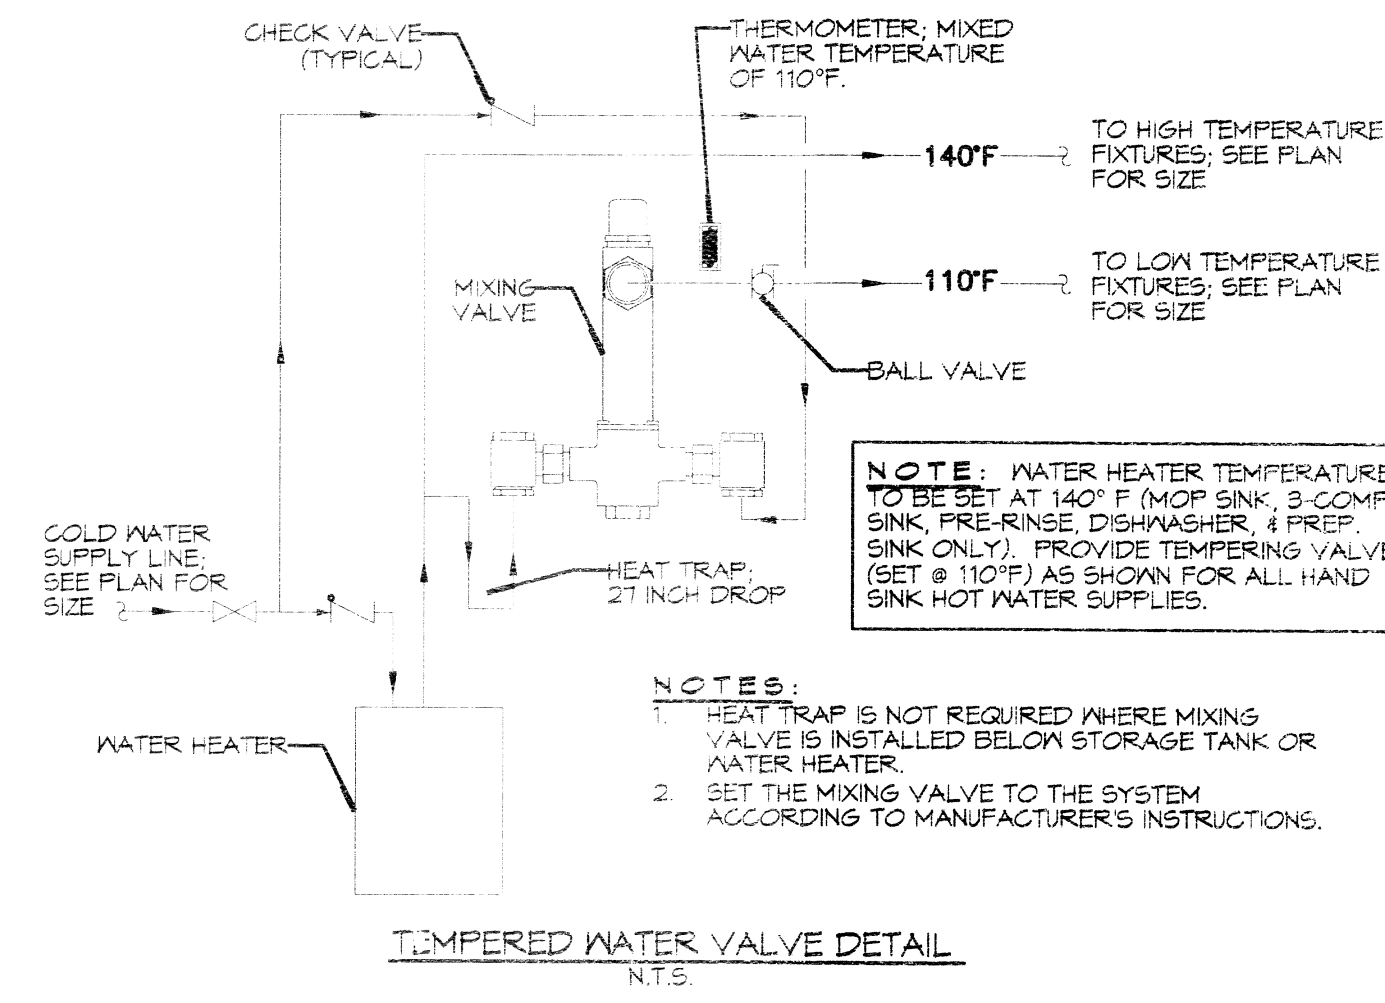 CHECK VALVE
(TYPICAL)
THERMOMETER; MIXED
WATER TEMPERATURE
OF 110°F.
140°F
TO HIGH TEMPERATURE
FIXTURES; SEE PLAN
FOR SIZE
MIXING
VALVE
110°F
TO LOW TEMPERATURE
FIXTURES; SEE PLAN
FOR SIZE
BALL VALVE
NOTE: WATER HEATER TEMPERATURE
TO BE SET AT 140° F (MOP SINK, 3-COMP
SINK, PRE-RINSE, DISHWASHER, & PREP.
SINK ONLY). PROVIDE TEMPERING VALVE
(SET @ 110°F) AS SHOWN FOR ALL HAND
SINK HOT WATER SUPPLIES.
COLD WATER
SUPPLY LINE;
SEE PLAN FOR
SIZE
HEAT TRAP;
27 INCH DROP
WATER HEATER
NOTES:
1. HEAT TRAP IS NOT REQUIRED WHERE MIXING
VALVE IS INSTALLED BELOW STORAGE TANK OR
WATER HEATER.
2. SET THE MIXING VALVE TO THE SYSTEM
ACCORDING TO MANUFACTURER'S INSTRUCTIONS.
TEMPERED WATER VALVE DETAIL
N.T.S.